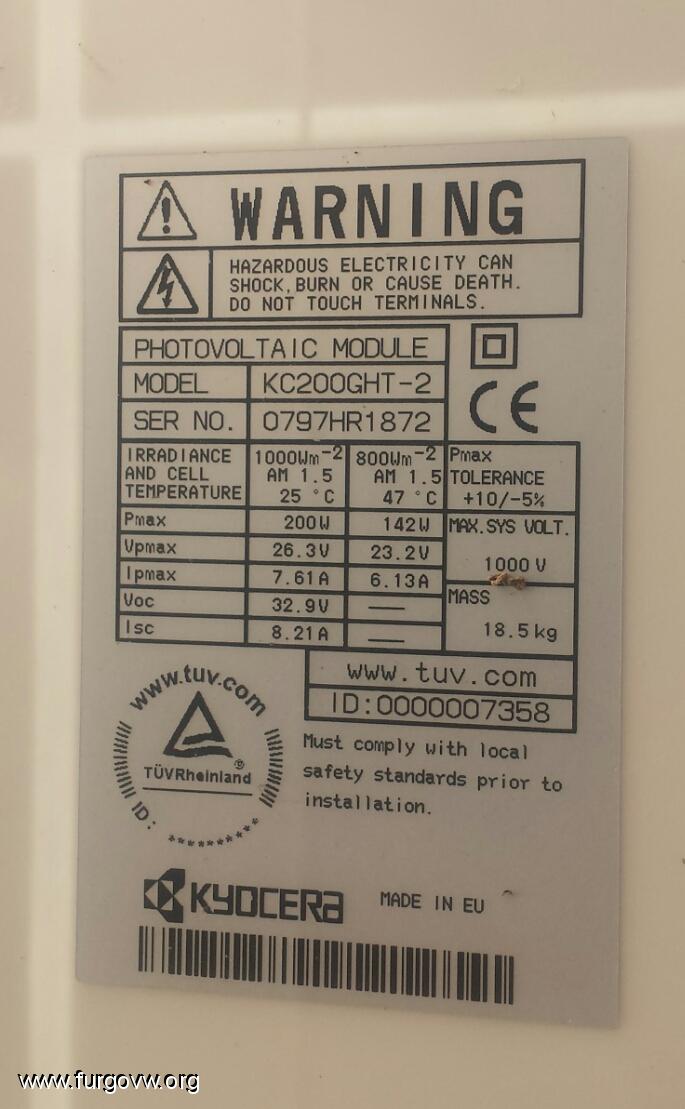 WARNING
HAZARDOUS ELECTRICITY CAN
SHOCK, BURN OR CAUSE DEATH.
DO NOT TOUCH TERMINALS.
PHOTOVOLTAIC MODULE
MODEL KC200GHT-2
SER NO. 0797HR1872
CE
IRRADIANCE AND CELL TEMPERATURE 1000Wm-2 AM 1.5 25 °C 800Wm-2 AM 1.5 47 °C
Pmax 200W 142W
Vpmax 26.3V 23.2V
Ipmax 7.61A 6.13A
Voc 32.9V —
Isc 8.21A —
Pmax
TOLERANCE
+10/-5%
MAX.SYS VOLT.
1000 V
MASS
18.5kg
www.tuv.com
ID:0000007358
www.tuv.com
TÜVRheinland®
ID: **********
Must comply with local
safety standards prior to
installation.
KYOCERA MADE IN EU
www.furgovw.org